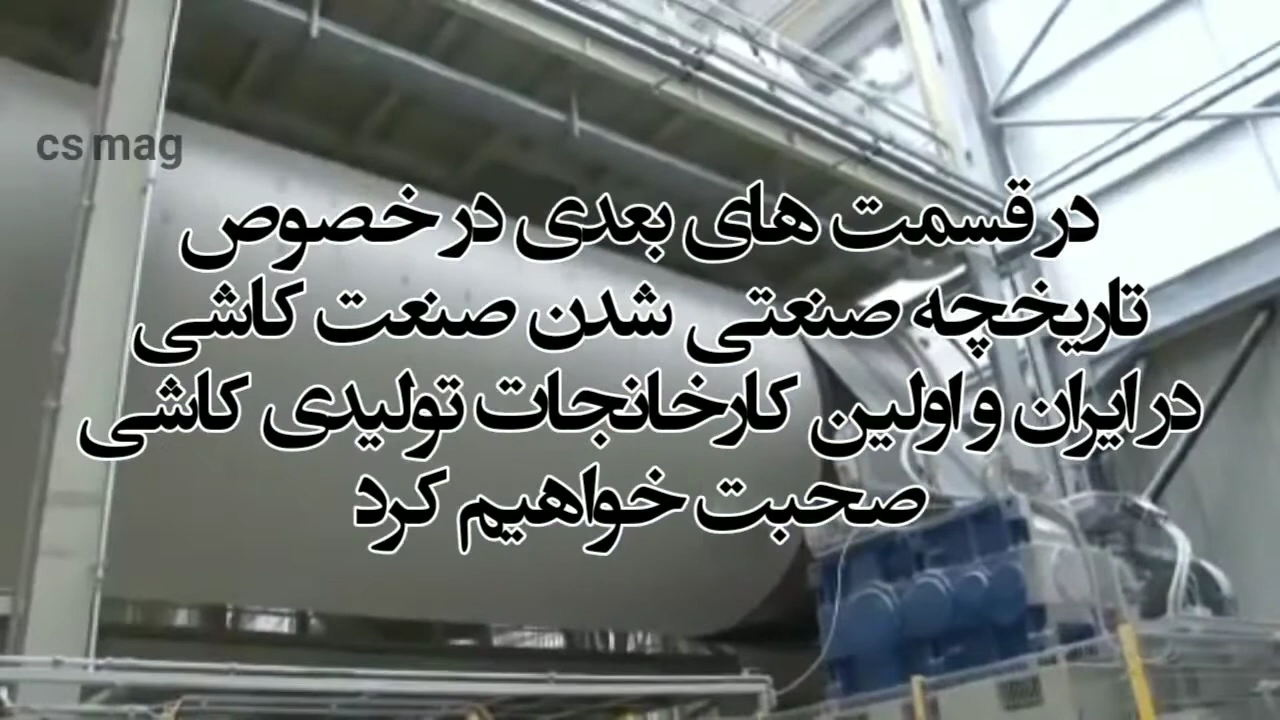 cs mag
در قسمت های بعدی در خصوص
تاریخچه صنعتی شدن صنعت کاشی
در ایران و اولین کارخانجات تولیدی کاشی
صحبت خواهیم کرد